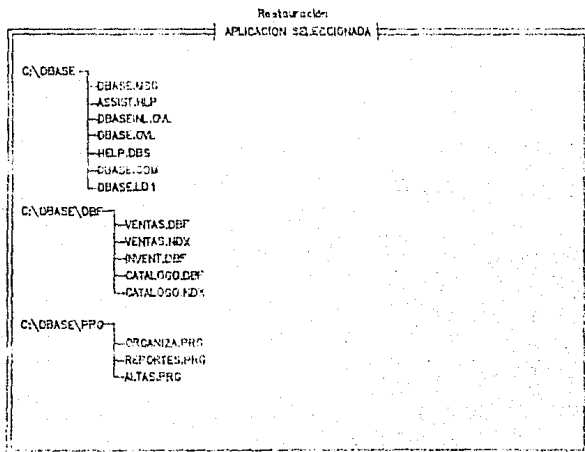 Restauración
APLICACION SELECCIONADA
C:\DBASE
DBASE.MSG
ASSIST.HLP
DBASEINL.OVL
DBASE.OVL
HELP.DBS
DBASE.COM
DBASE.LD1
C:\DBASE\DBF
VENTAS.DBF
VENTAS.NDX
INVENT.DBF
CATALOGO.DBF
CATALOGO.NDX
C:\DBASE\PRG
ORGANIZA.PRG
REPORTES.PRG
ALTAS.PRG